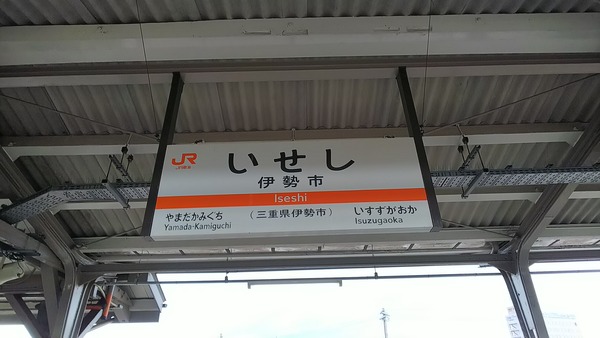 JR
いせし
伊勢市
Iseshi
やまだかみぐち
Yamada-Kamiguchi
(三重県伊勢市)
いすずがおか
Isuzugaoka